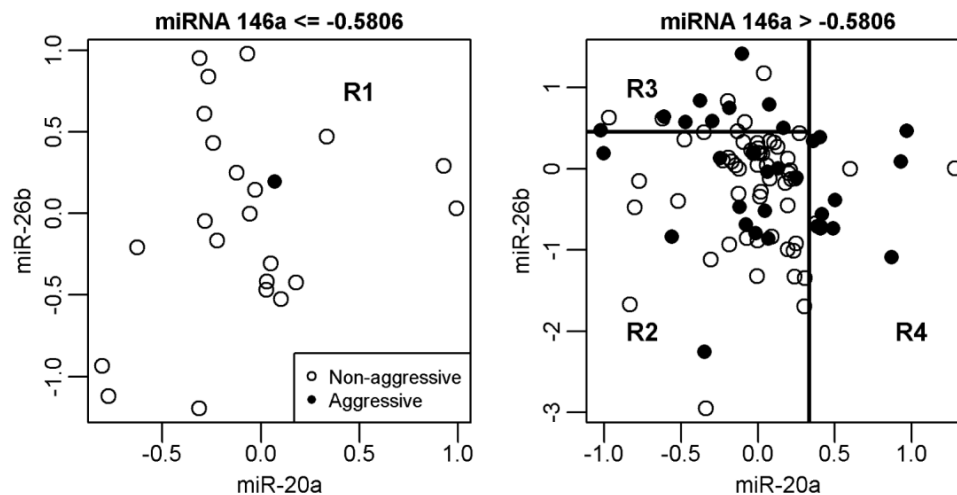 miRNA 146a <= -0.5806
R1
1.0
0.5
0.0
-0.5
-1.0
miR-26b
Non-aggressive
Aggressive
-0.5 0.0 0.5 1.0
miR-20a
miRNA 146a > -0.5806
R3
R2
R4
1
0
-1
-2
-3
miR-26b
-1.0 -0.5 0.0 0.5 1.0
miR-20a